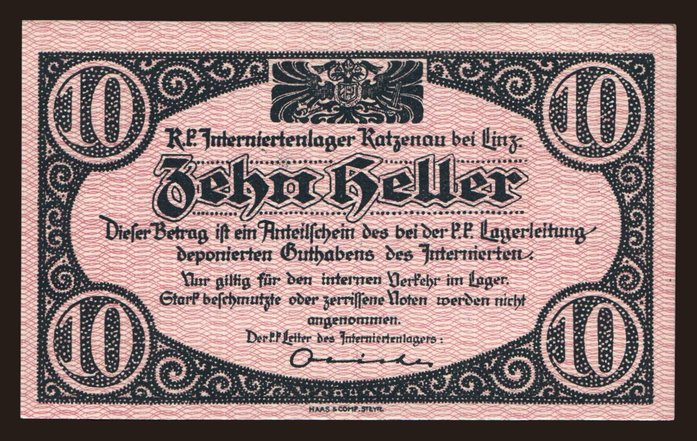 10 10
K.k. Interniertenlager Katzenau bei Linz.
Zehn Heller
Dieser Betrag ist ein Anteilschein des bei der k.k. Lagerleitung
deponierten Guthabens des Internierten.
Nur giltig für den internen Verkehr im Lager.
Stark beschmutzte oder zerrissene Noten werden nicht
angenommen.
Der k.k. Leiter des Interniertenlagers:
10 10
HAAS & COMP. STEYR.